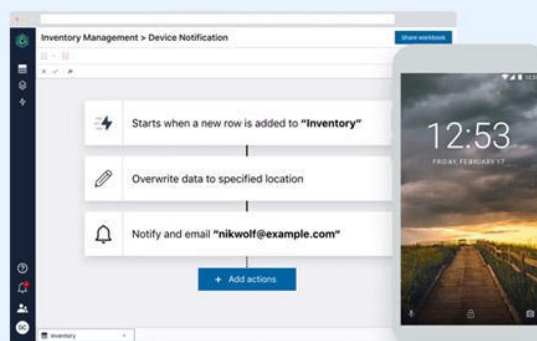 Inventory Management > Device Notification
Share workbook
Starts when a new row is added to "Inventory"
Overwrite data to specified location
Notify and email "nikwolf@example.com"
+ Add actions
Inventory
12:53
FRIDAY, FEBRUARY 17